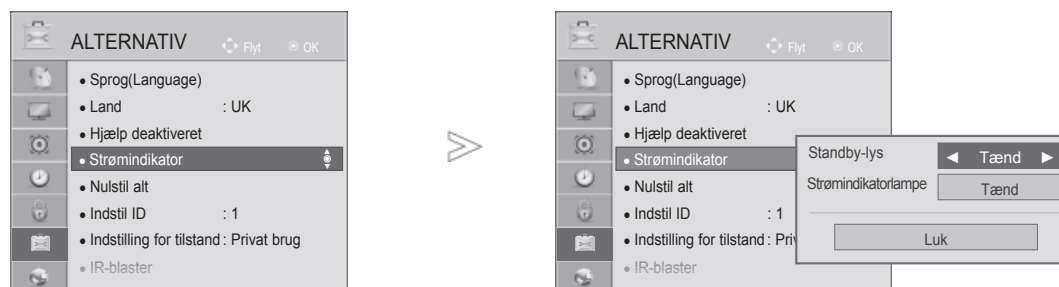 ALTERNATIV Flyt OK
• Sprog(Language)
• Land : UK
• Hjælp deaktiveret
• Strømindikator
• Nulstil alt
• Indstil ID : 1
• Indstilling for tilstand : Privat brug
• IR-blaster
ALTERNATIV Flyt OK
• Sprog(Language)
• Land : UK
• Hjælp deaktiveret
• Strømindikator
• Nulstil alt
• Indstil ID : 1
• Indstilling for tilstand : Priv
• IR-blaster
Standby-lys ◄ Tænd ►
Strømindikatorlampe Tænd
Luk